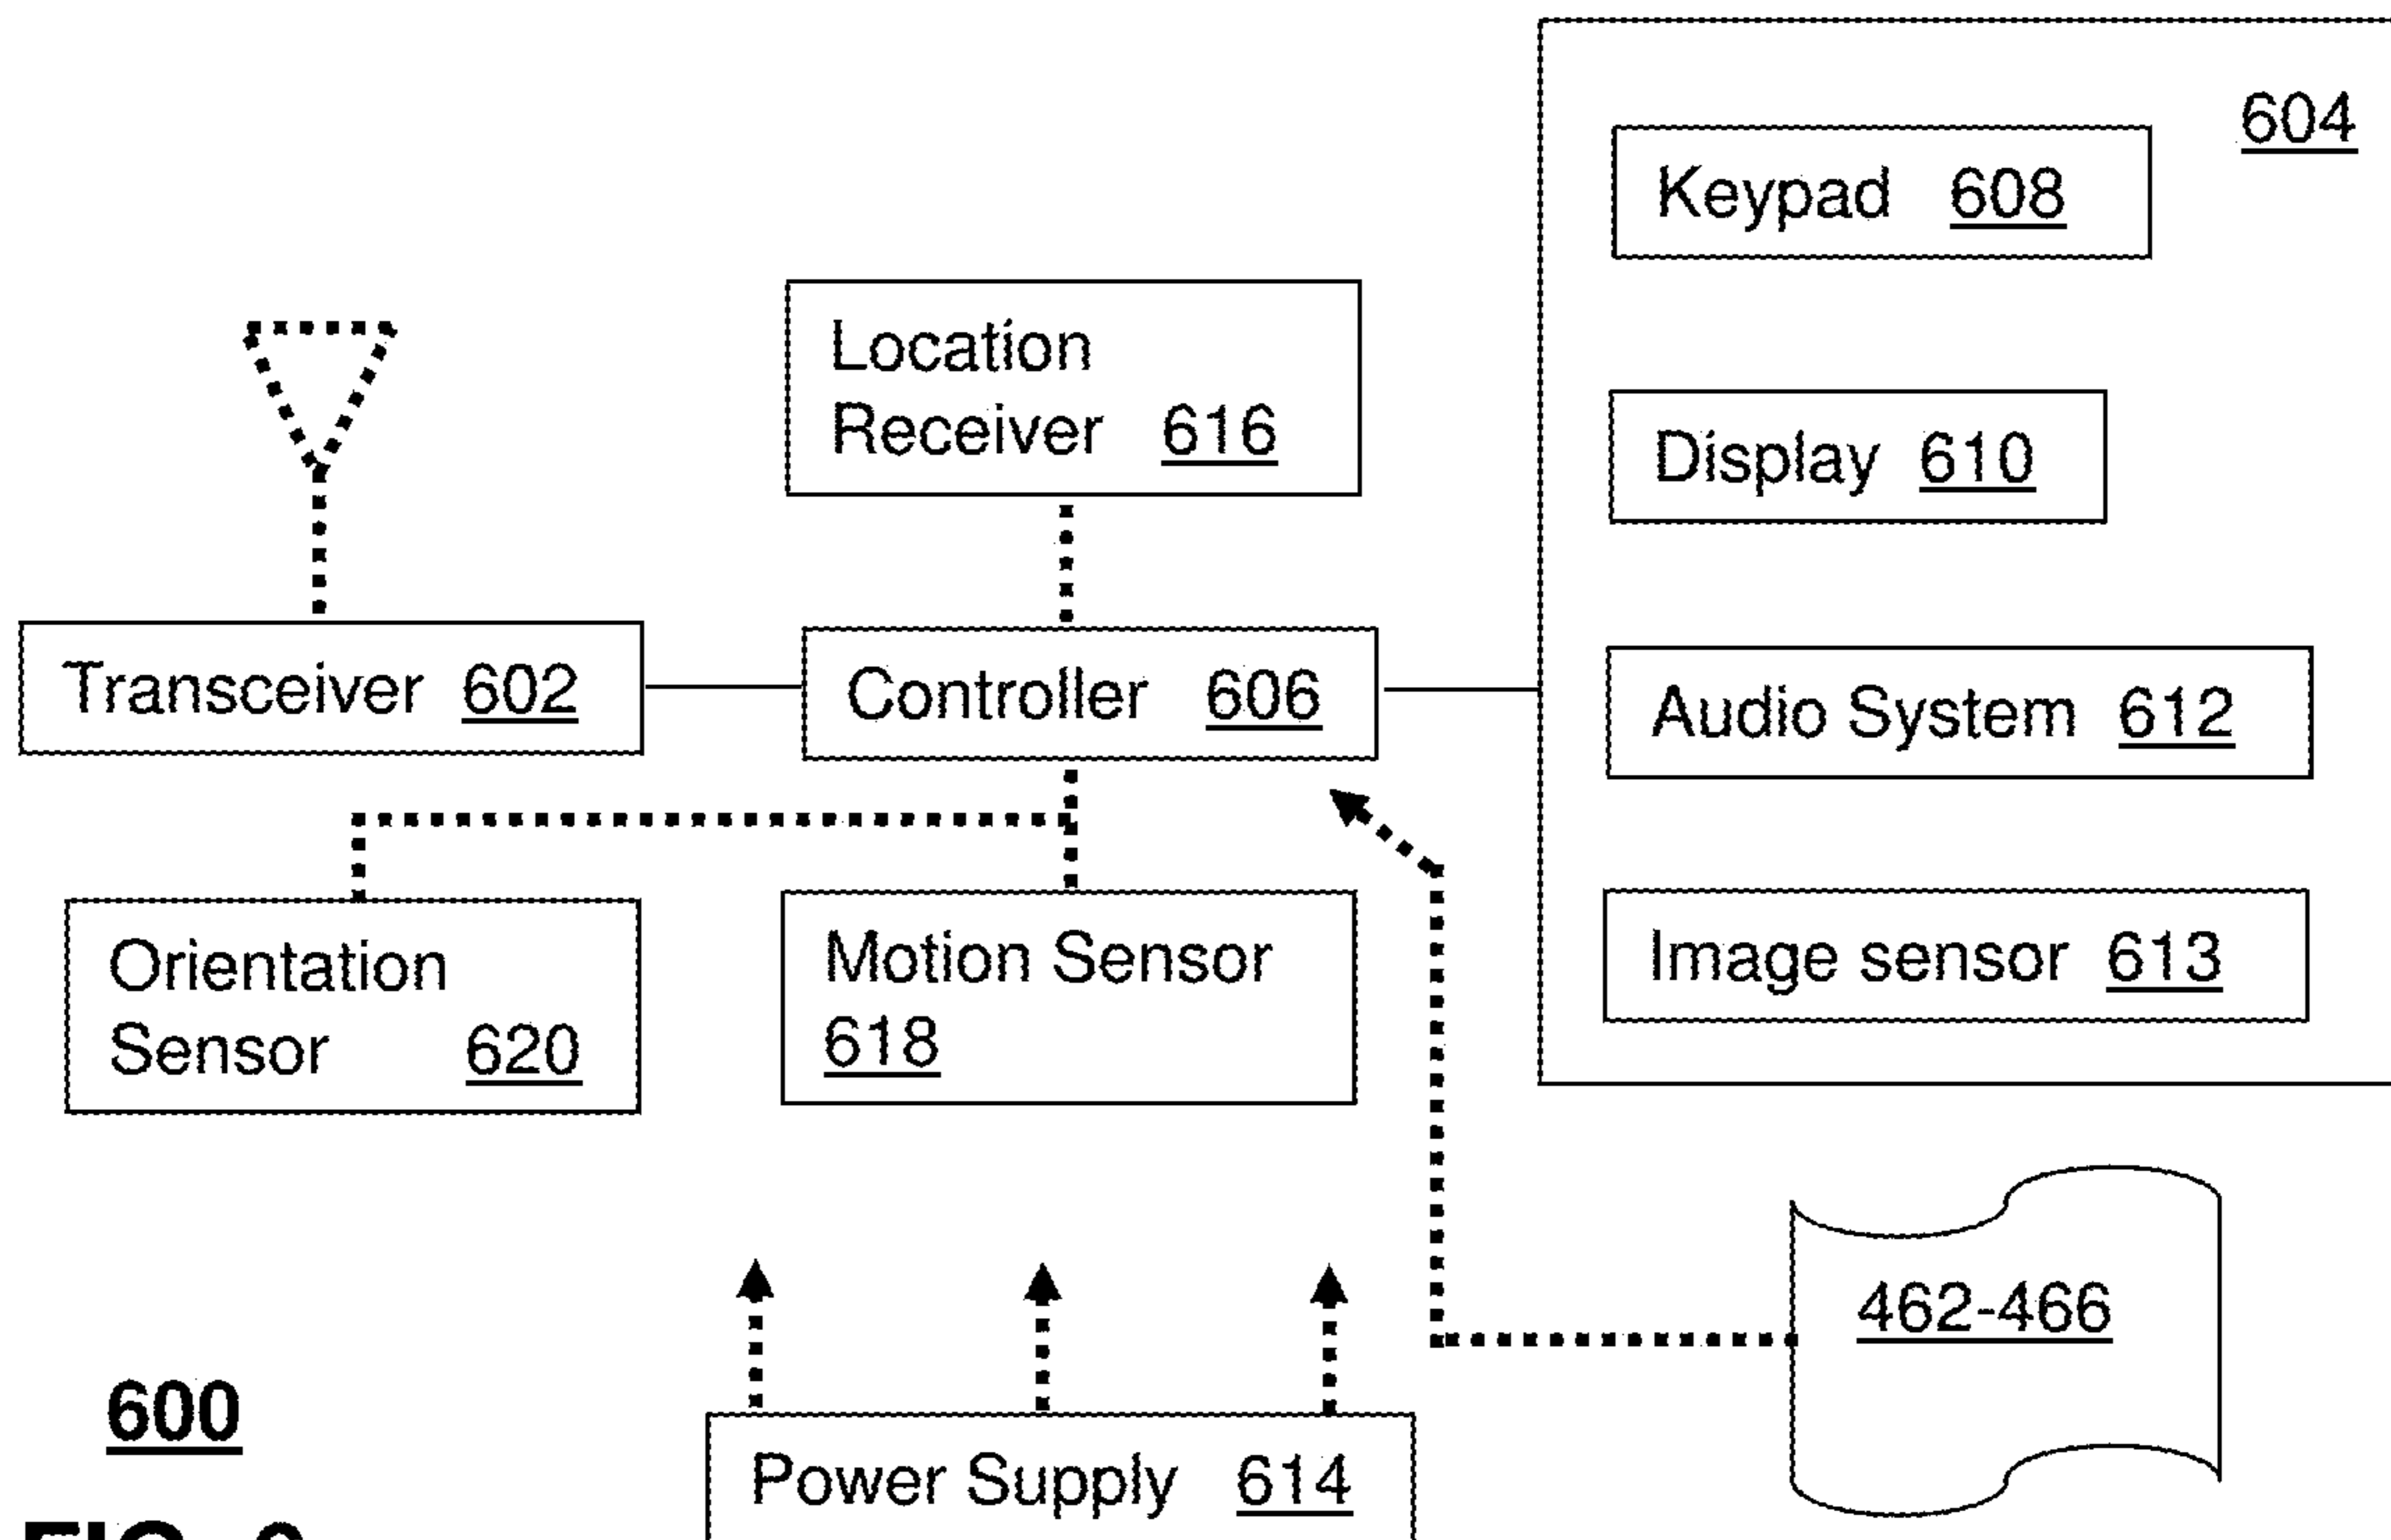 604
Keypad 608
Location
Receiver 616
Display 610
Transceiver 602
Controller 606
Audio System 612
Orientation
Sensor 620
Motion Sensor
618
Image sensor 613
462-466
600
Power Supply 614